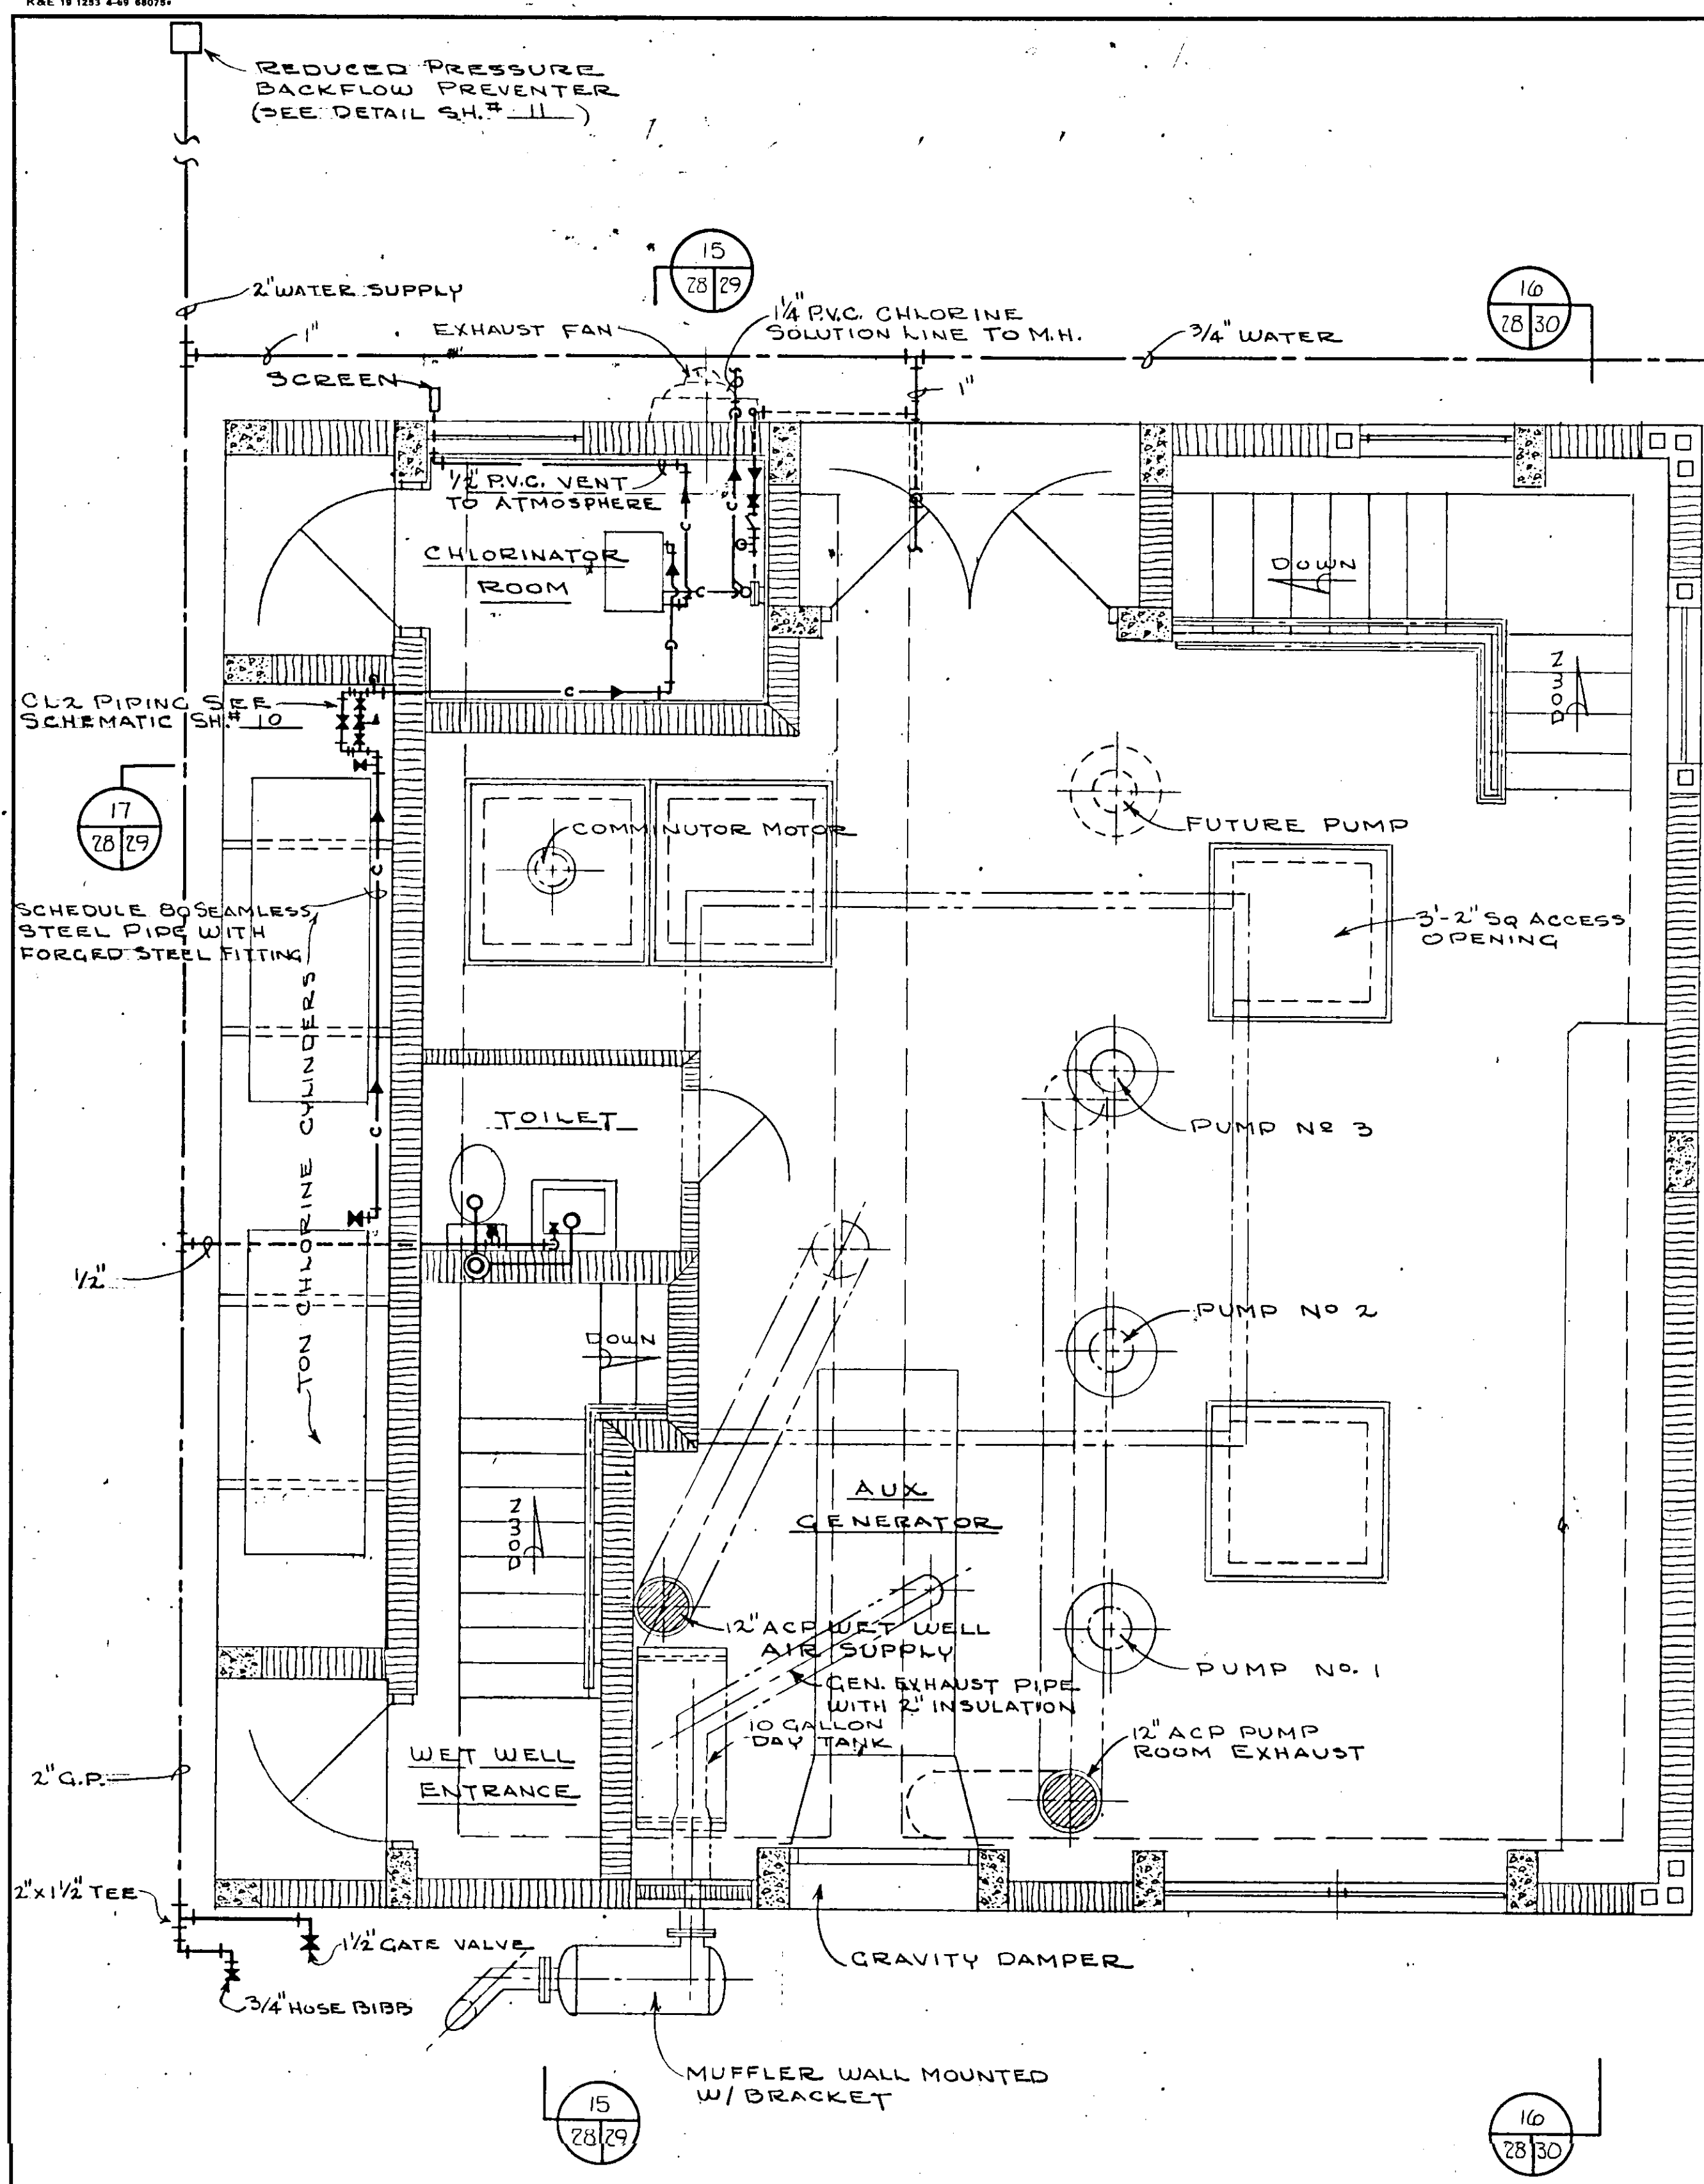 R&E 19 1253 4-69 68075
REDUCED PRESSURE
BACKFLOW PREVENTER
(SEE DETAIL SH.# 11 )
15
28 29
16
28 30
2" WATER SUPPLY
1"
EXHAUST FAN
1 1/4" P.V.C. CHLORINE
SOLUTION LINE TO M.H.
3/4" WATER
SCREEN
1"
1/2" P.V.C. VENT
TO ATMOSPHERE
CHLORINATOR
ROOM
C
C
C
C
DOWN
DOWN
CL2 PIPING SEE
SCHEMATIC SH.# 10
17
28 29
COMMINUTOR MOTOR
FUTURE PUMP
C
SCHEDULE 80 SEAMLESS
STEEL PIPE WITH
FORGED STEEL FITTING
3'-2" SQ ACCESS
OPENING
TON CHLORINE CYLINDERS
C
TOILET
PUMP Nº 3
1/2"
PUMP Nº 2
DOWN
DOWN
AUX
GENERATOR
12" ACP WET WELL
AIR SUPPLY
PUMP Nº. 1
GEN. EXHAUST PIPE
WITH 2" INSULATION
10 GALLON
DAY TANK
12" ACP PUMP
ROOM EXHAUST
WET WELL
ENTRANCE
2" G.P.
2" x 1 1/2" TEE
1 1/2" GATE VALVE
GRAVITY DAMPER
3/4" HOSE BIBB
MUFFLER WALL MOUNTED
W/ BRACKET
15
28 29
16
28 30